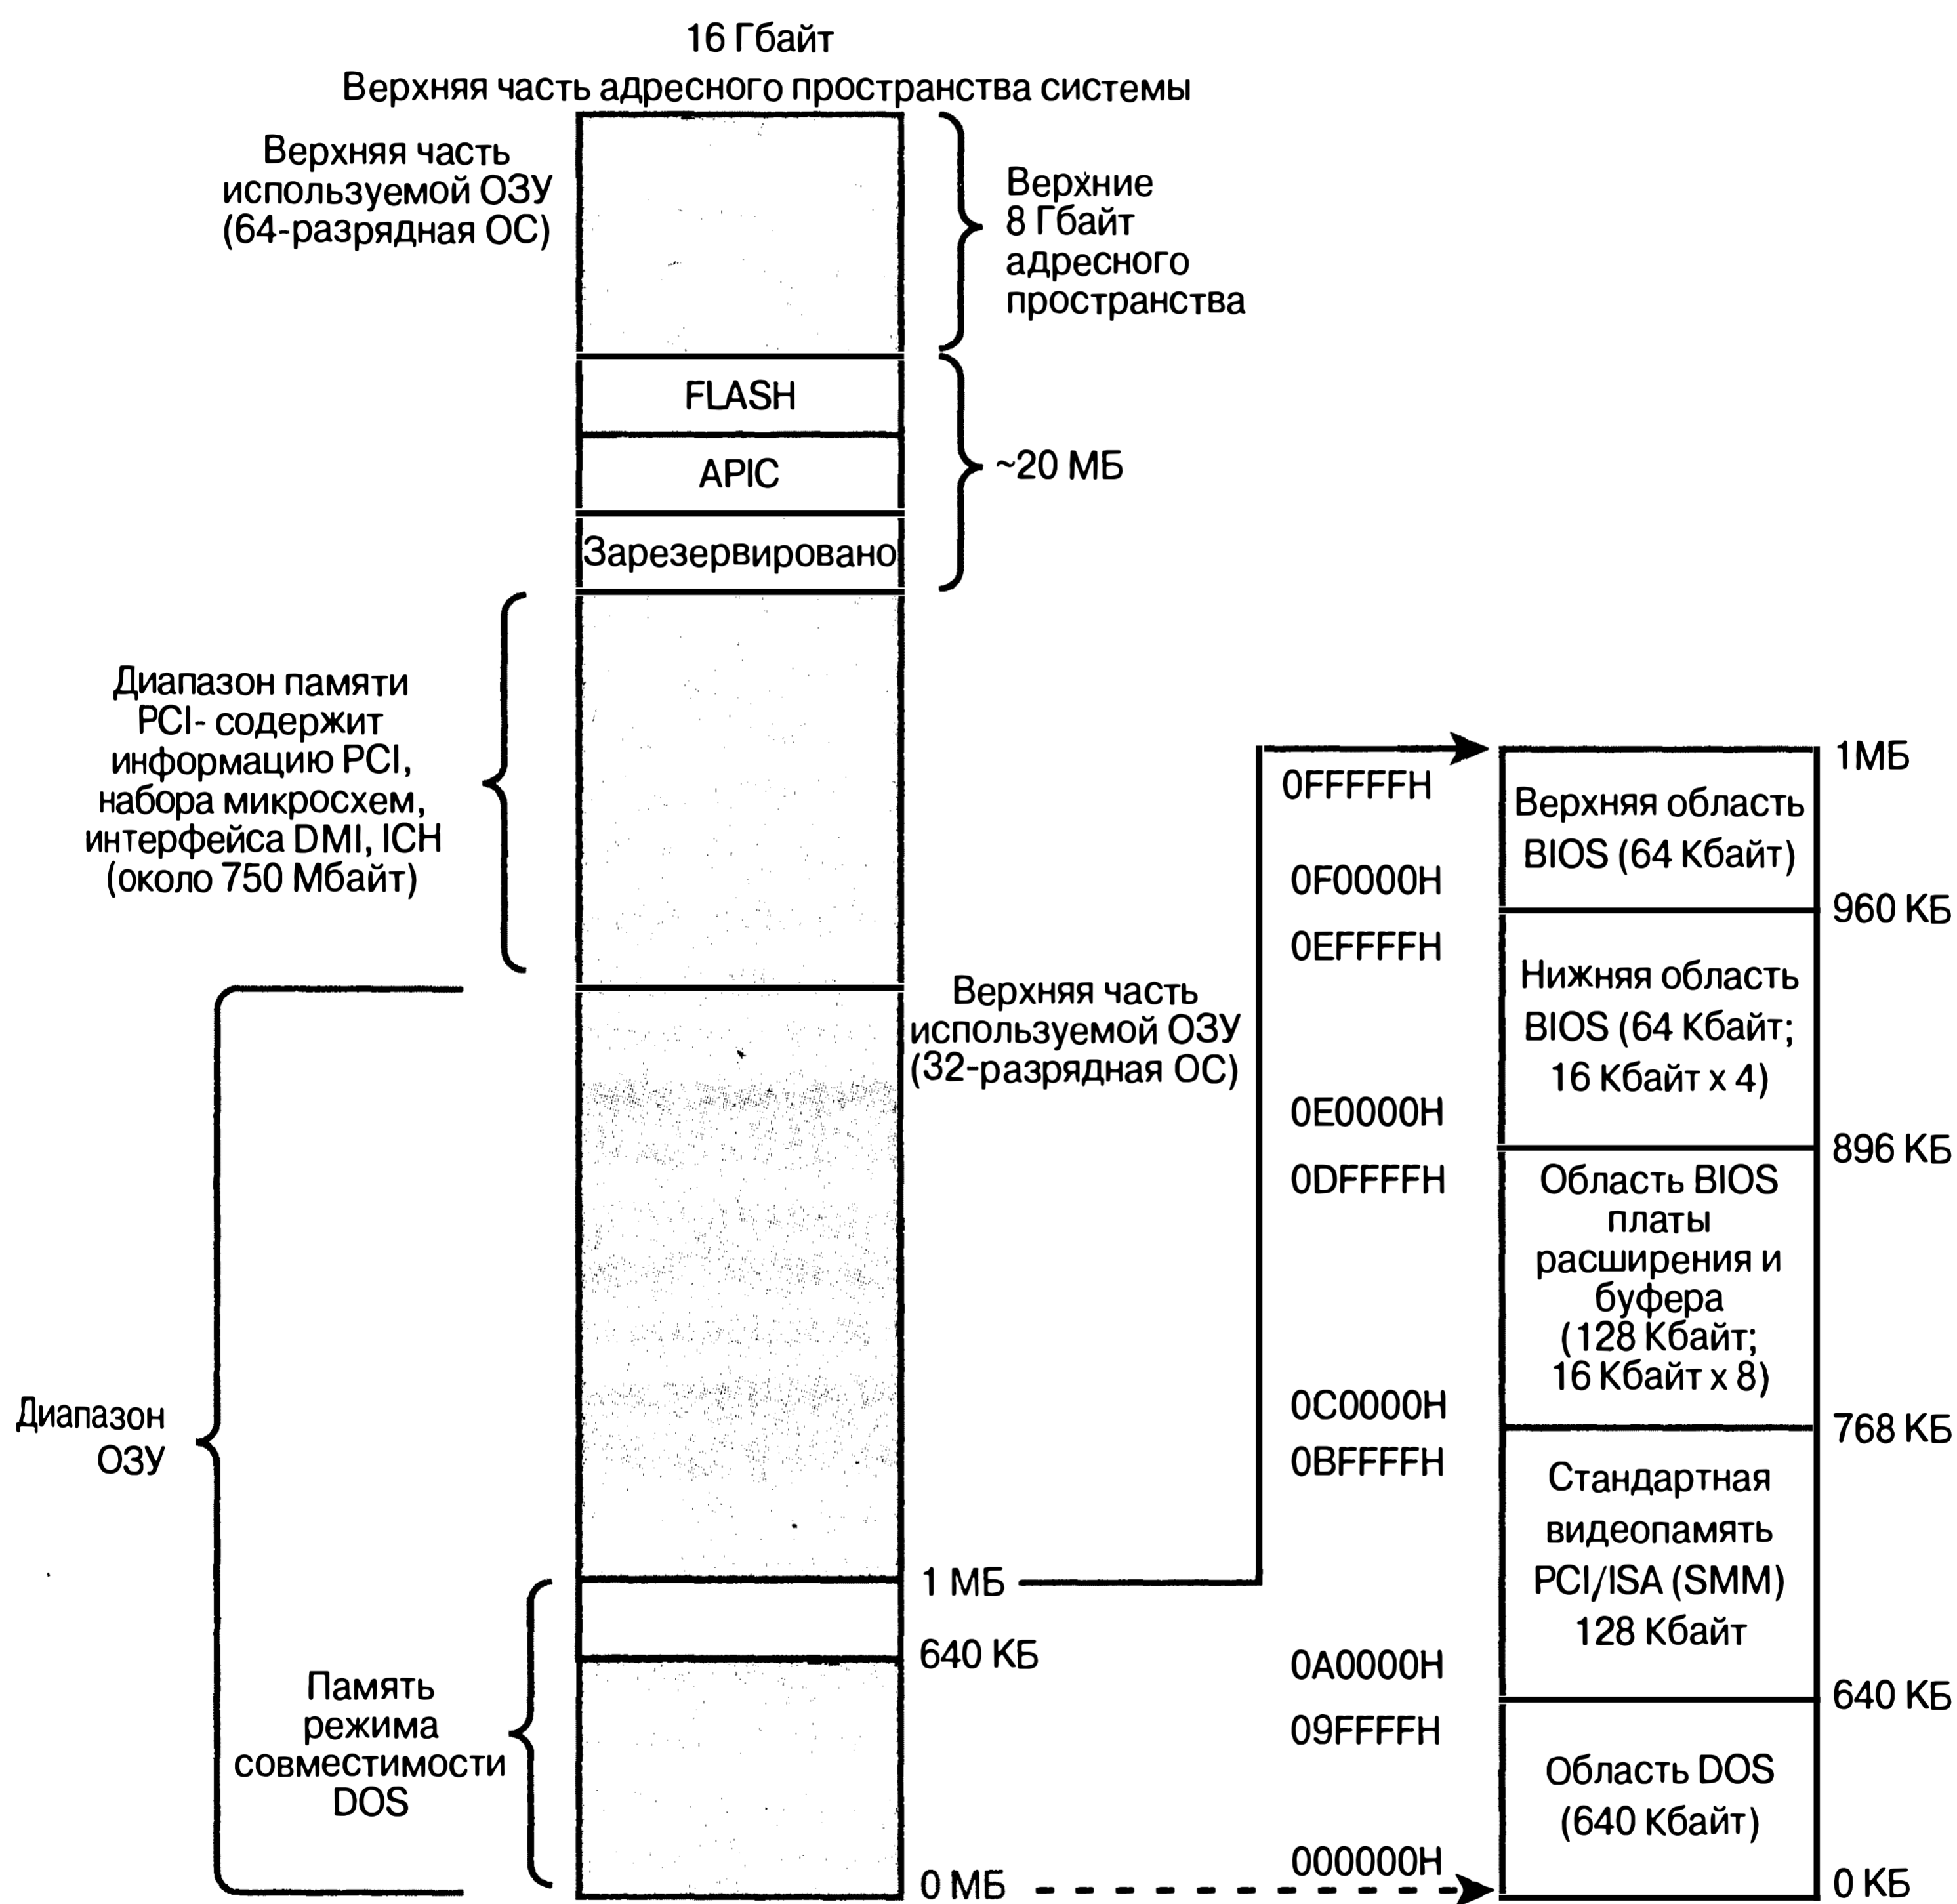 16 Гбайт
Верхняя часть адресного пространства системы
Верхняя часть
используемой ОЗУ
(64-разрядная ОС)
Верхние
8 Гбайт
адресного
пространства
FLASH
APIC
~20 МБ
Зарезервировано
Диапазон памяти
PCI- содержит
информацию PCI,
набора микросхем,
интерфейса DMI, ICH
(около 750 Мбайт)
Верхняя часть
используемой ОЗУ
(32-разрядная ОС)
Диапазон
ОЗУ
1 МБ
640 КБ
Память
режима
совместимости
DOS
0 МБ
0FFFFFH
0F0000H
0EFFFFH
0E0000H
0DFFFFH
0C0000H
0BFFFFH
0A0000H
09FFFFH
000000H
1МБ
Верхняя область
BIOS (64 Кбайт)
960 КБ
Нижняя область
BIOS (64 Кбайт;
16 Кбайт x 4)
896 КБ
Область BIOS
платы
расширения и
буфера
(128 Кбайт;
16 Кбайт x 8)
768 КБ
Стандартная
видеопамять
PCI/ISA (SMM)
128 Кбайт
640 КБ
Область DOS
(640 Кбайт)
0 КБ